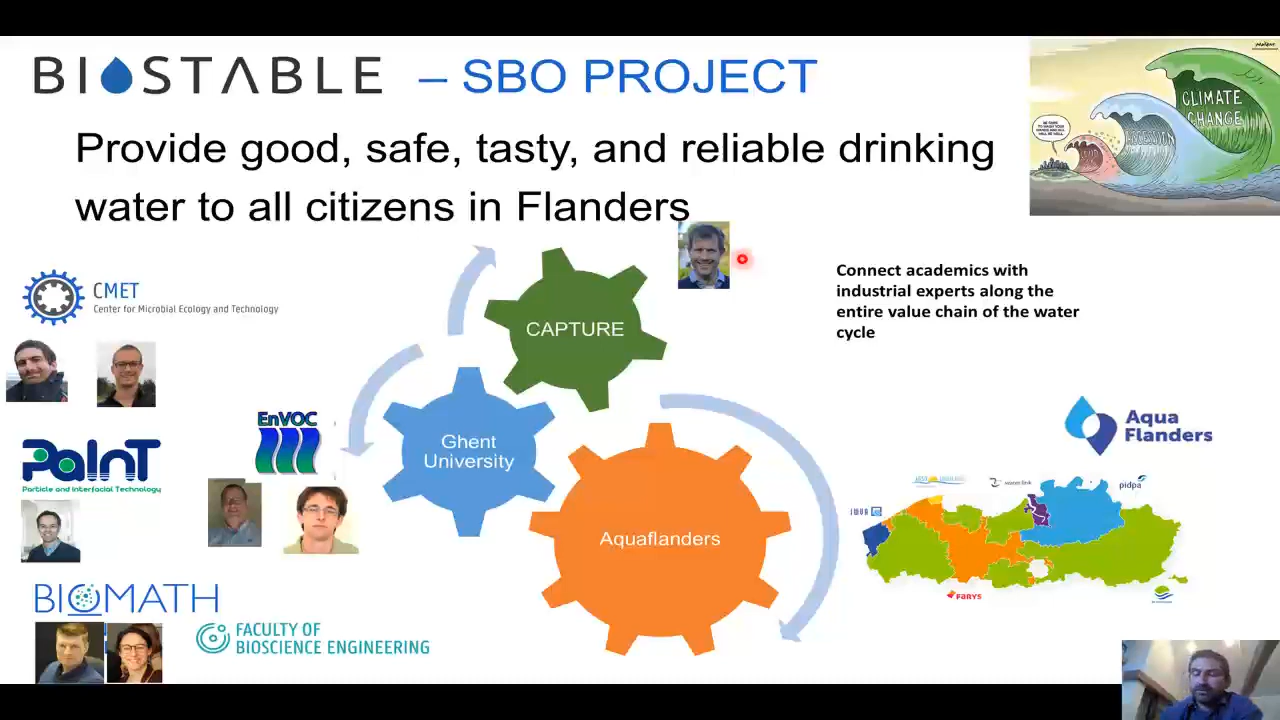 BIOSTABLE – SBO PROJECT
Provide good, safe, tasty, and reliable drinking
water to all citizens in Flanders
CLIMATE
CHANGE
RECESSION
CMET
Center for Microbial Ecology and Technology
CAPTURE
Connect academics with
industrial experts along the
entire value chain of the water
cycle
EnVOC
PaInT
Particle and Interfacial Technology
Ghent
University
Aquaflanders
Aqua
Flanders
pidpa
FARYS
BIOMATH
FACULTY OF
BIOSCIENCE ENGINEERING